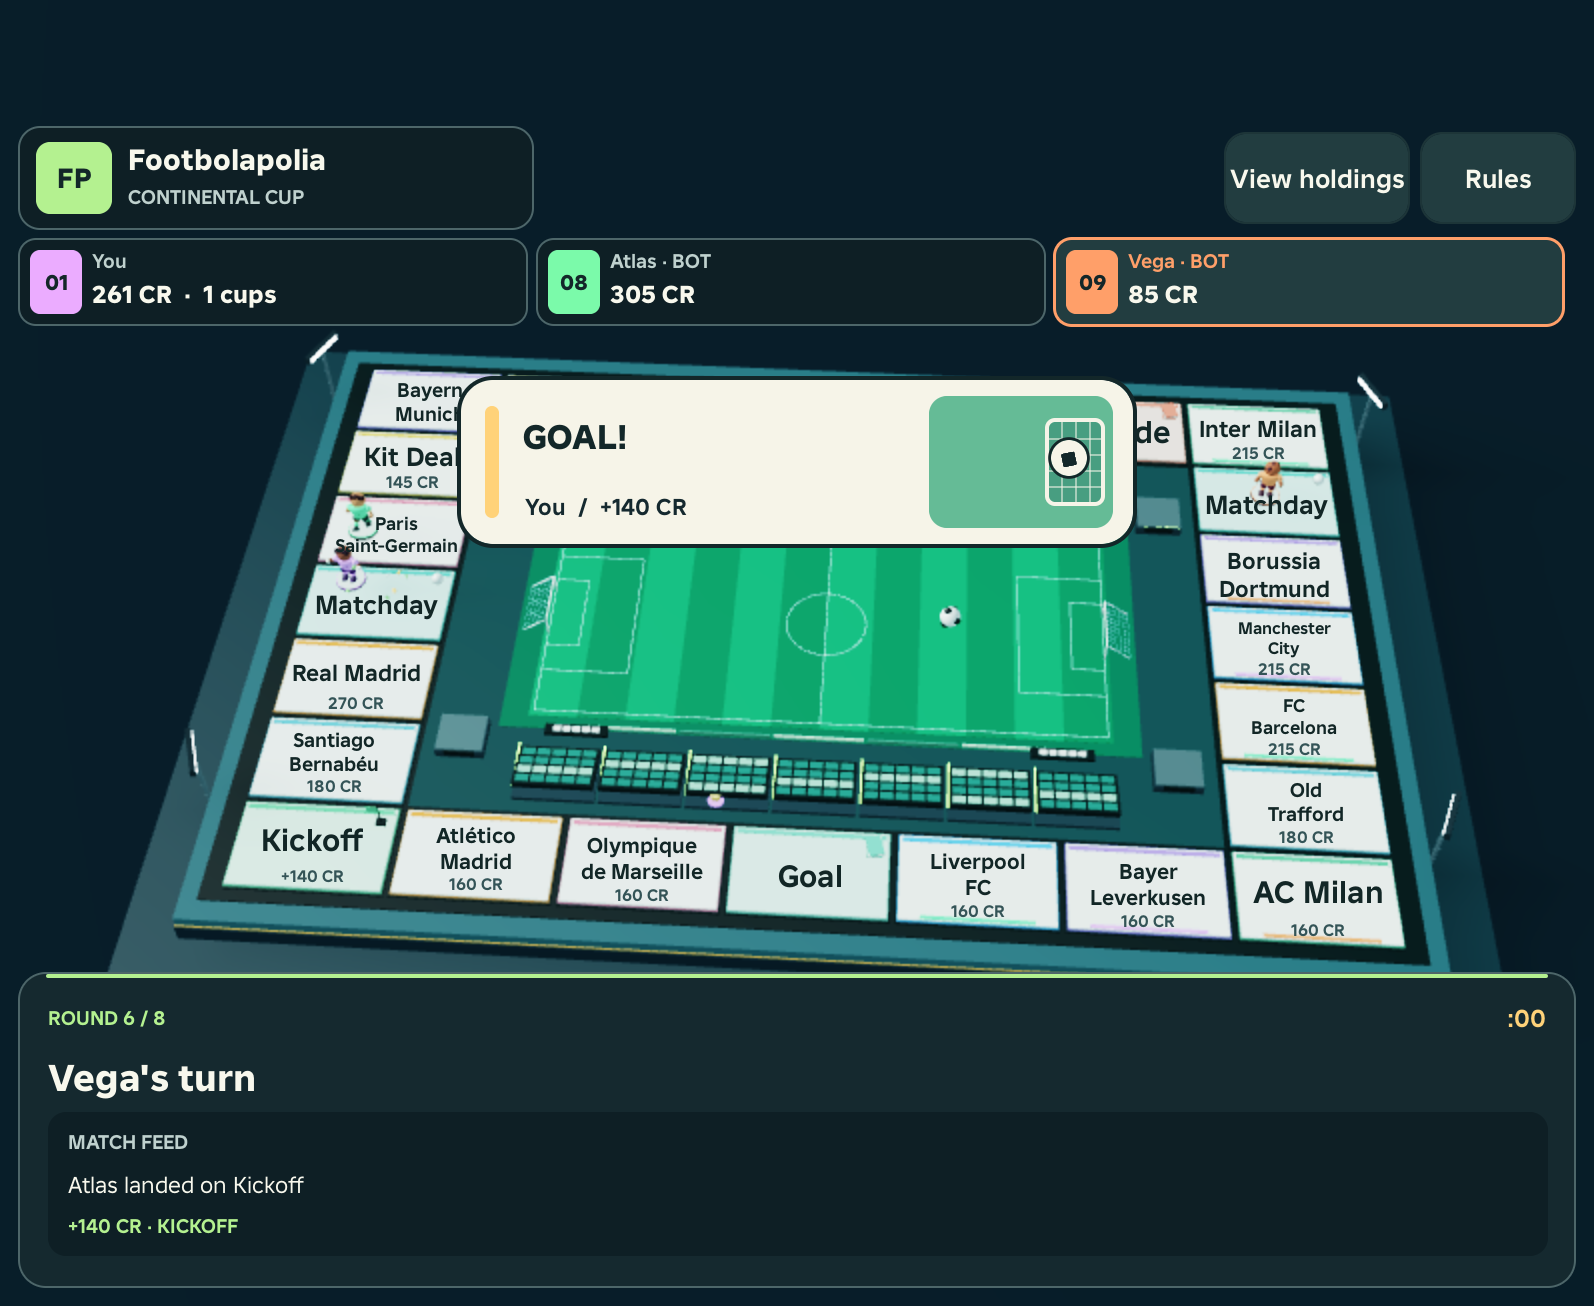 FP
Footbolapolia
CONTINENTAL CUP
View holdings
Rules
01
You
261 CR · 1 cups
08
Atlas · BOT
305 CR
09
Vega · BOT
85 CR
GOAL!
You / +140 CR
Bayern
Munich
Kit Deal
145 CR
Paris
Saint-Germain
Matchday
Real Madrid
270 CR
Santiago
Bernabéu
180 CR
Kickoff
+140 CR
Atlético
Madrid
160 CR
Olympique
de Marseille
160 CR
Goal
Liverpool
FC
160 CR
Bayer
Leverkusen
160 CR
AC Milan
160 CR
Old
Trafford
180 CR
FC
Barcelona
215 CR
Manchester
City
215 CR
Borussia
Dortmund
Matchday
Inter Milan
215 CR
de
ROUND 6 / 8
:00
Vega's turn
MATCH FEED
Atlas landed on Kickoff
+140 CR · KICKOFF